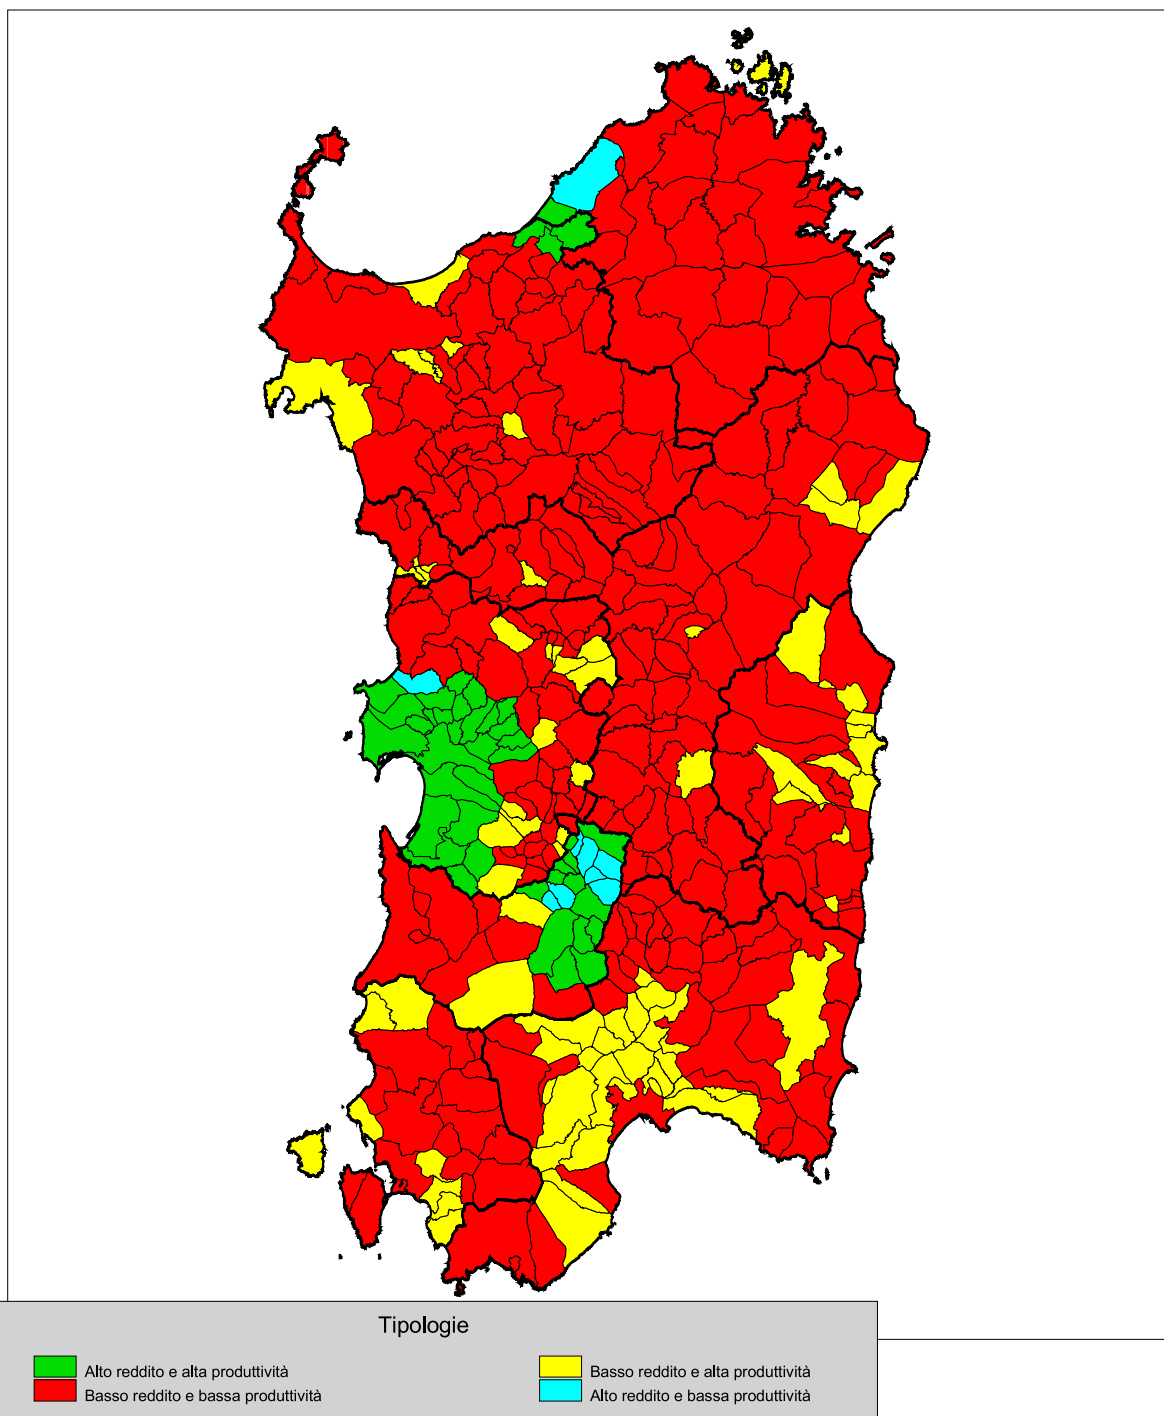 Tipologie
Alto reddito e alta produttività
Basso reddito e bassa produttività
Basso reddito e alta produttività
Alto reddito e bassa produttività